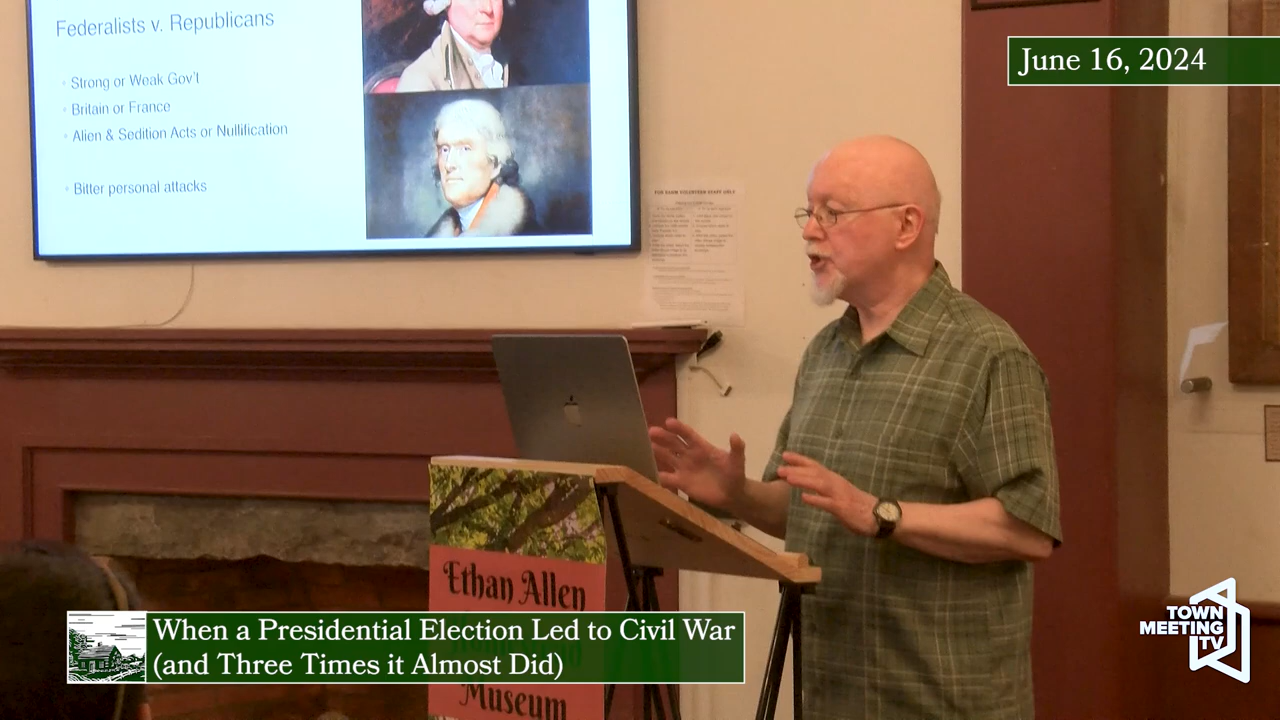 Federalists v. Republicans
• Strong or Weak Gov't
• Britain or France
• Alien & Sedition Acts or Nullification
• Bitter personal attacks
June 16, 2024
Ethan Allen
Museum
When a Presidential Election Led to Civil War
(and Three Times it Almost Did)
TOWN
MEETING
TV